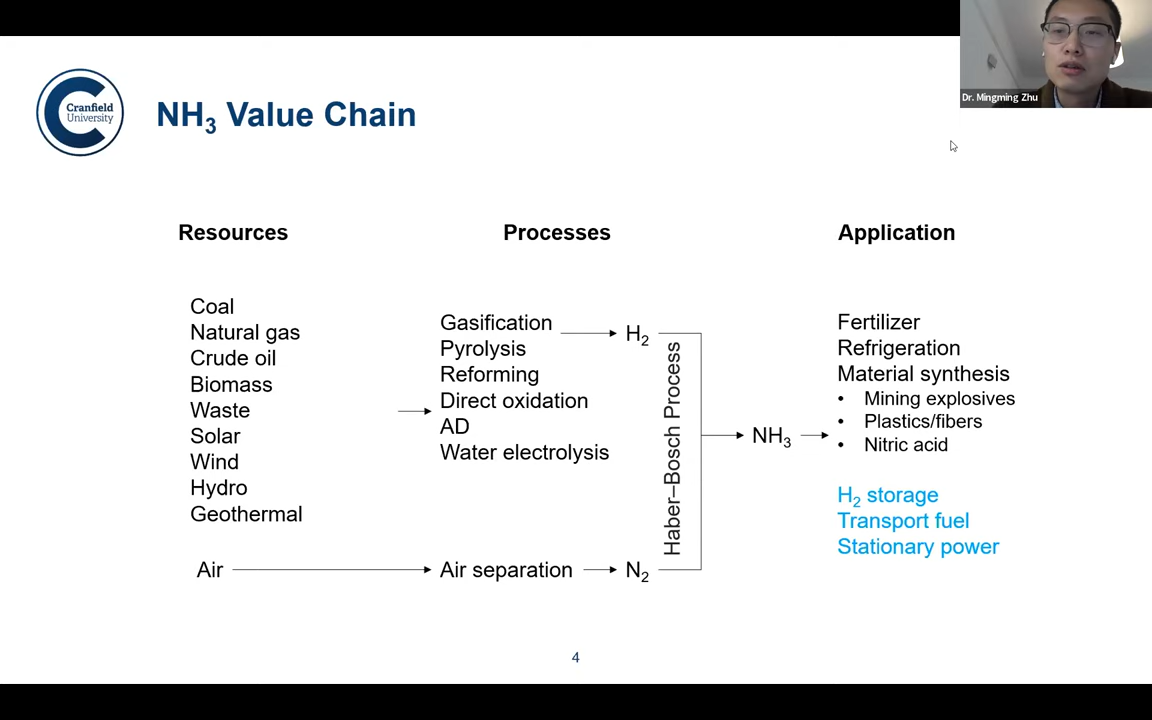 Dr. Mingming Zhu
Cranfield
University
NH₃ Value Chain
Resources
Processes
Application
Coal
Natural gas
Crude oil
Biomass
Waste
Solar
Wind
Hydro
Geothermal
Air
Gasification
Pyrolysis
Reforming
Direct oxidation
AD
Water electrolysis
Air separation
H₂
N₂
Haber–Bosch Process
NH₃
Fertilizer
Refrigeration
Material synthesis
• Mining explosives
• Plastics/fibers
• Nitric acid
H₂ storage
Transport fuel
Stationary power
4